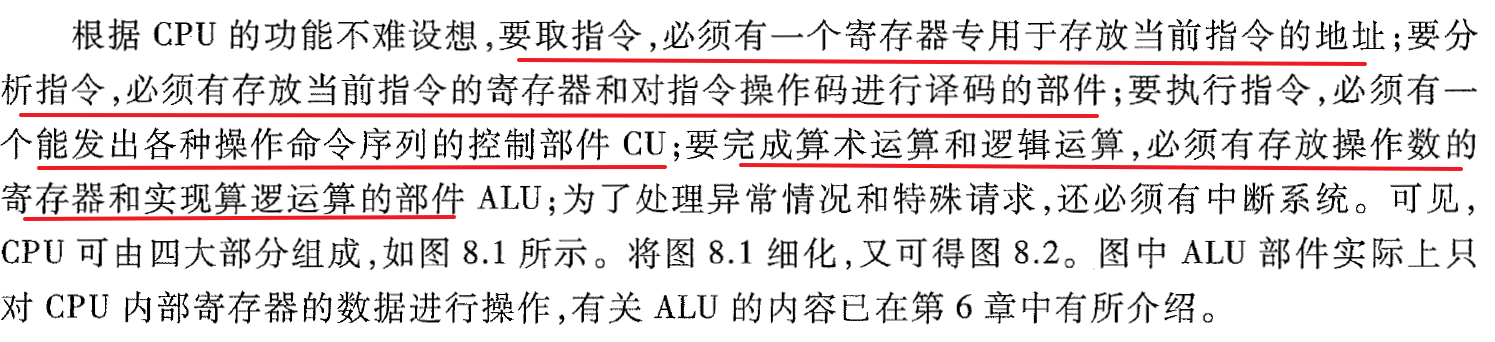 根据 CPU 的功能不难设想,要取指令,必须有一个寄存器专用于存放当前指令的地址;要分
析指令,必须有存放当前指令的寄存器和对指令操作码进行译码的部件;要执行指令,必须有一
个能发出各种操作命令序列的控制部件 CU;要完成算术运算和逻辑运算,必须有存放操作数的
寄存器和实现算逻运算的部件 ALU;为了处理异常情况和特殊请求,还必须有中断系统。可见,
CPU 可由四大部分组成,如图 8.1 所示。将图 8.1 细化,又可得图 8.2。图中 ALU 部件实际上只
对 CPU 内部寄存器的数据进行操作,有关 ALU 的内容已在第 6 章中有所介绍。